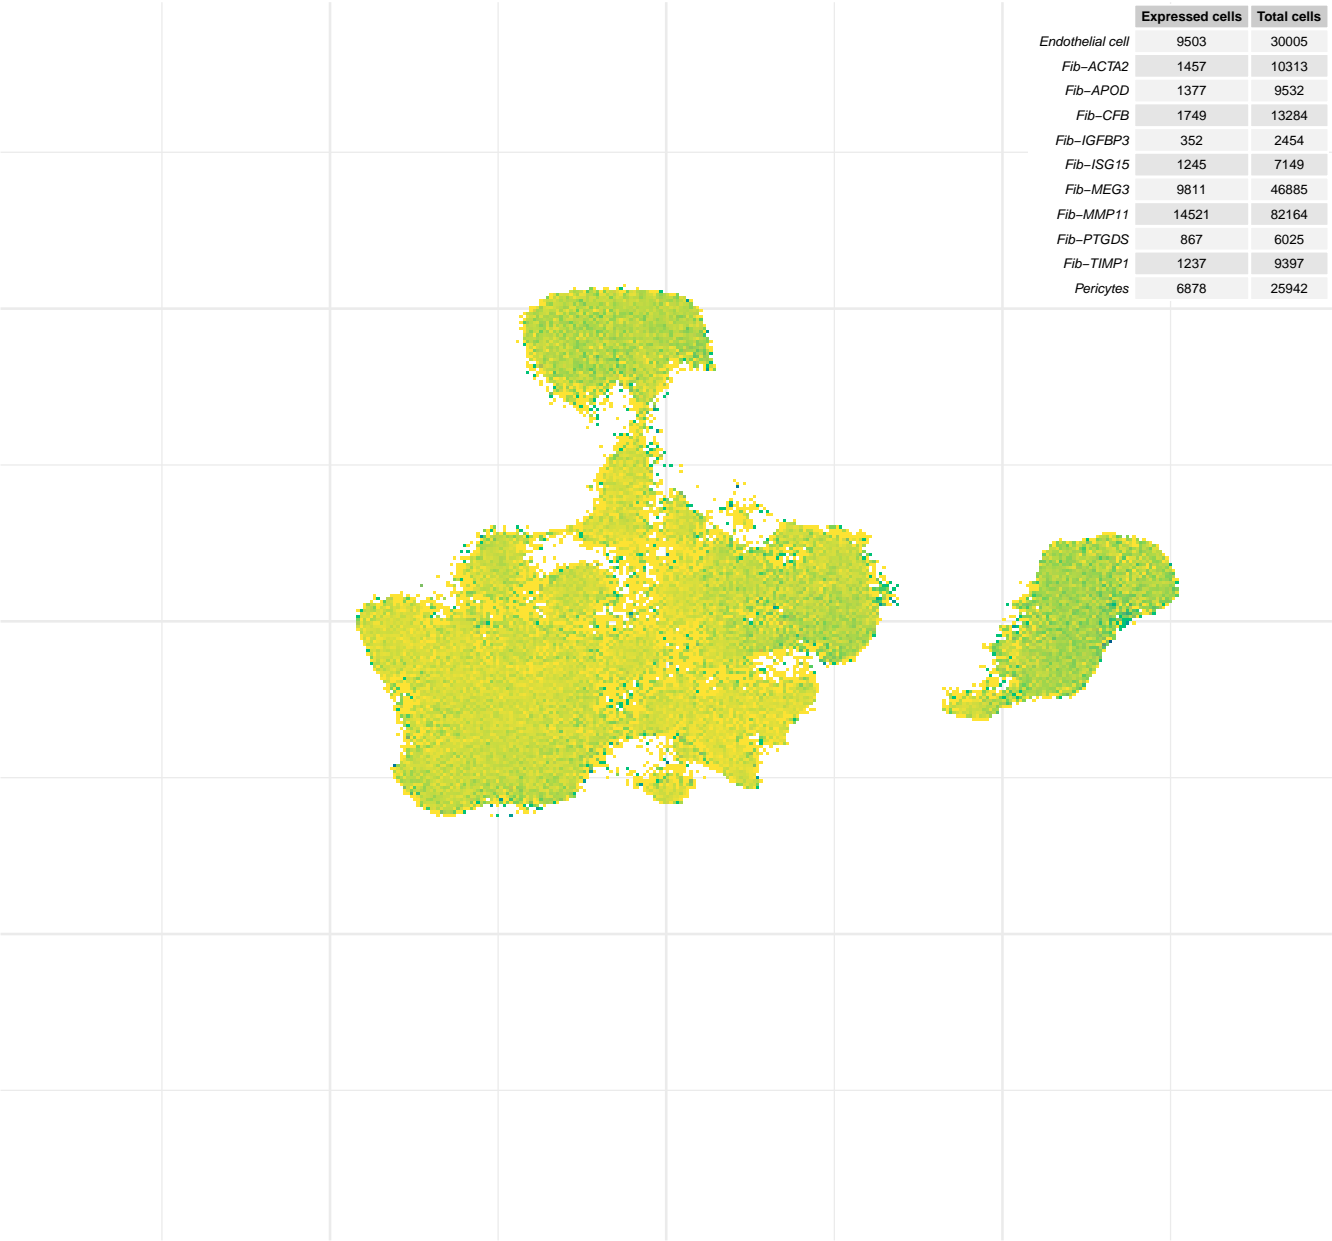 Expressed cells Total cells
Endothelial cell 9503 30005
Fib−ACTA2 1457 10313
Fib−APOD 1377 9532
Fib−CFB 1749 13284
Fib−IGFBP3 352 2454
Fib−ISG15 1245 7149
Fib−MEG3 9811 46885
Fib−MMP11 14521 82164
Fib−PTGDS 867 6025
Fib−TIMP1 1237 9397
Pericytes 6878 25942